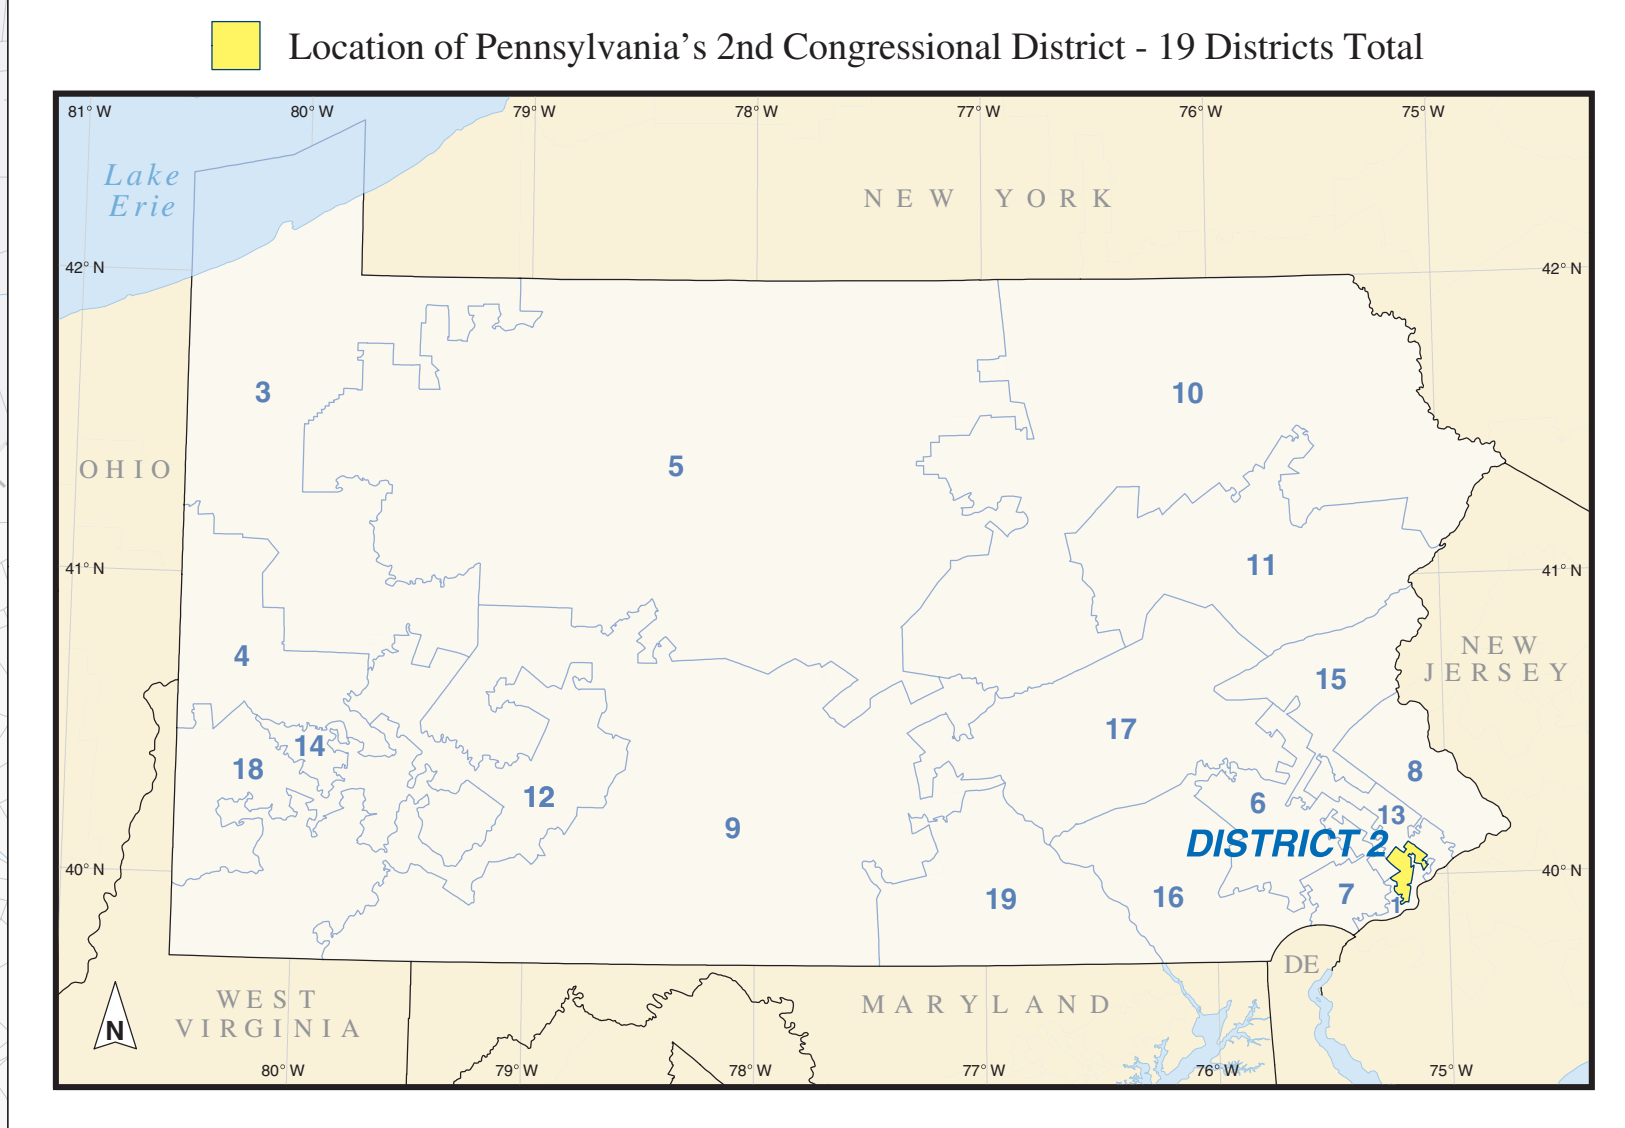 Location of Pennsylvania's 2nd Congressional District - 19 Districts Total
81° W 80° W 79° W 78° W 77° W 76° W 75° W
Lake
Erie
NEW YORK
42° N 42° N
3
10
5
OHIO
41° N 41° N
11
4
NEW
JERSEY
15
17
14
18
8
12
6
13
9
DISTRICT 2
40° N 40° N
7
19
16
1
DE
WEST
VIRGINIA
MARYLAND
N
80° W 79° W 78° W 77° W 76° W 75° W